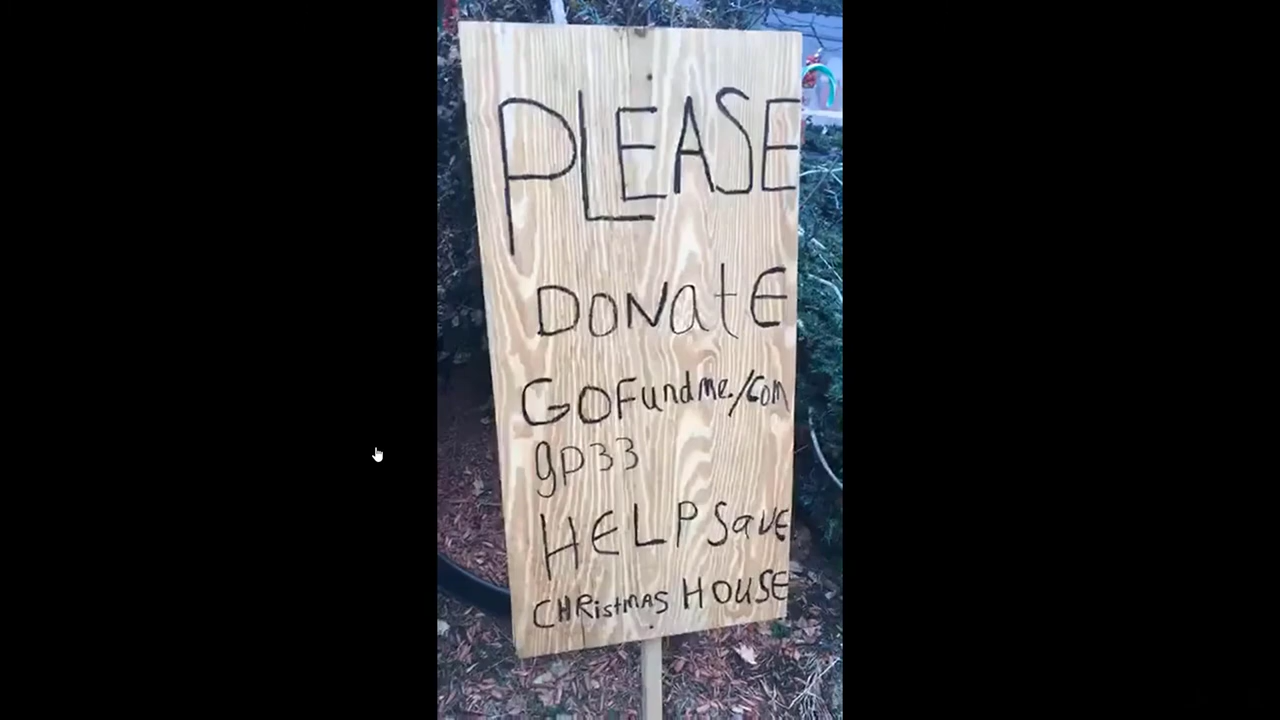 PLEASE
DONatE
GOFundme./com
gp33
HELP SavE
CHRistmAS HOUSE